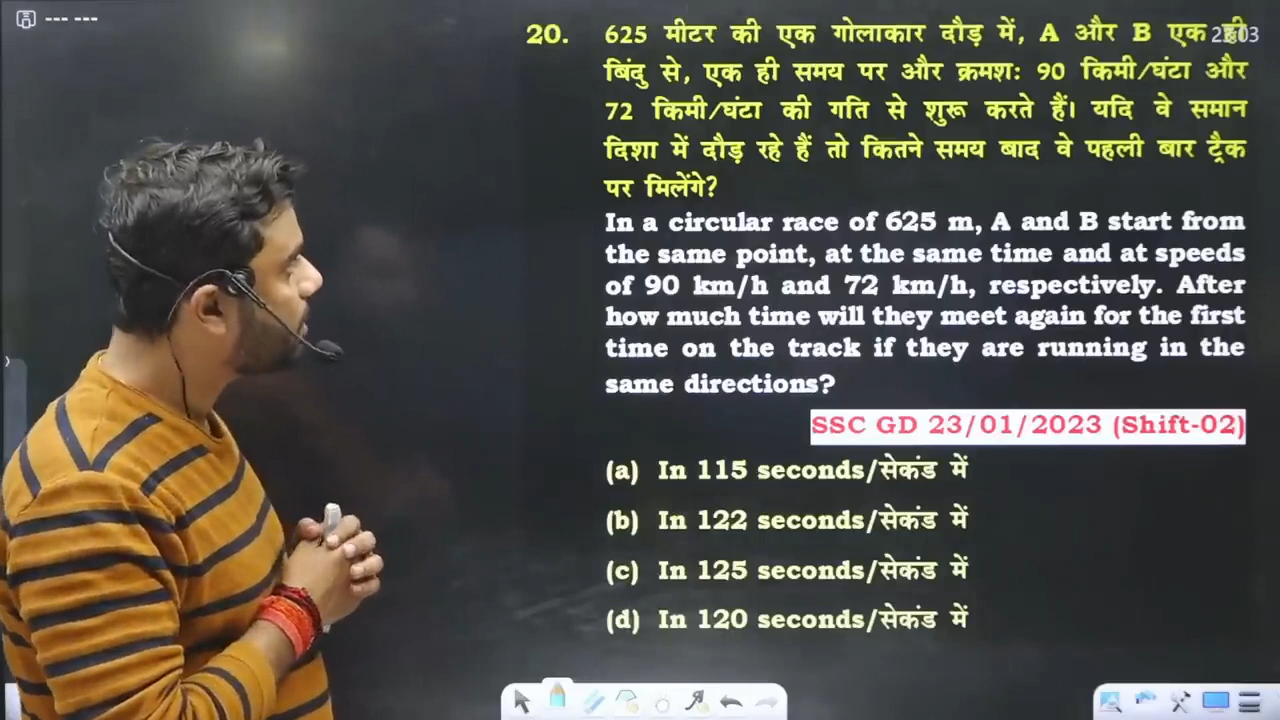 20. 625 मीटर की एक गोलाकार दौड़ में, A और B एक ही
बिंदु से, एक ही समय पर और क्रमश: 90 किमी/घंटा और
72 किमी/घंटा की गति से शुरू करते हैं। यदि वे समान
दिशा में दौड़ रहे हैं तो कितने समय बाद वे पहली बार ट्रैक
पर मिलेंगे?
In a circular race of 625 m, A and B start from
the same point, at the same time and at speeds
of 90 km/h and 72 km/h, respectively. After
how much time will they meet again for the first
time on the track if they are running in the
same directions?
SSC GD 23/01/2023 (Shift-02)
(a) In 115 seconds/सेकंड में
(b) In 122 seconds/सेकंड में
(c) In 125 seconds/सेकंड में
(d) In 120 seconds/सेकंड में